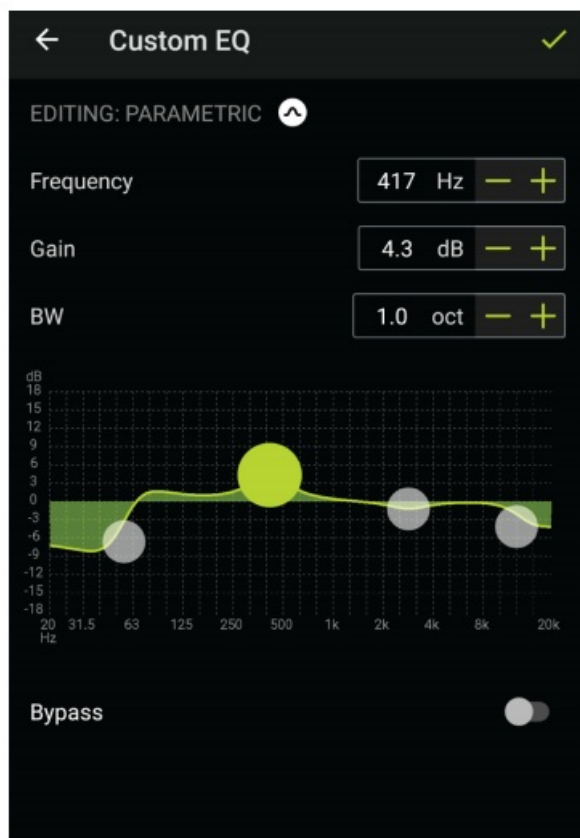 Custom EQ
EDITING: PARAMETRIC
Frequency 417 Hz
Gain 4.3 dB
BW 1.0 oct
dB
18
15
12
9
6
3
0
-3
-6
-9
-12
-15
-18
20 31.5 63 125 250 500 1k 2k 4k 8k 20k
Hz
Bypass